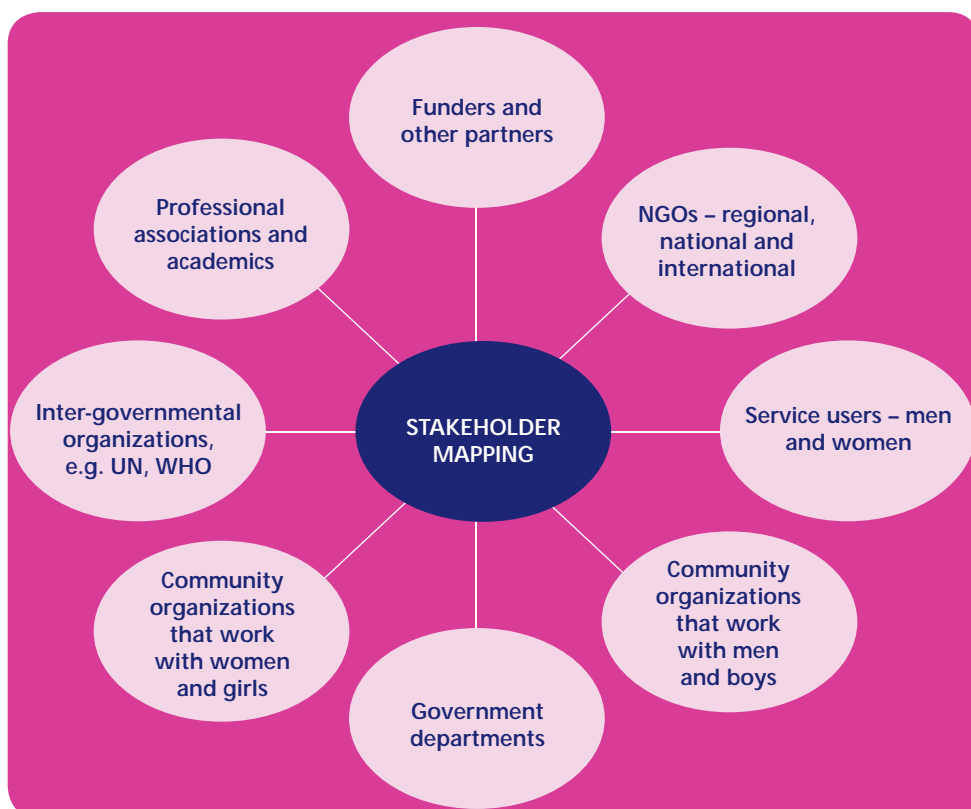 Funders and
other partners
Professional
associations and
academics
NGOs – regional,
national and
international
Inter-governmental
organizations,
e.g. UN, WHO
STAKEHOLDER
MAPPING
Service users – men
and women
Community
organizations
that work
with women
and girls
Community
organizations
that work
with men
and boys
Government
departments